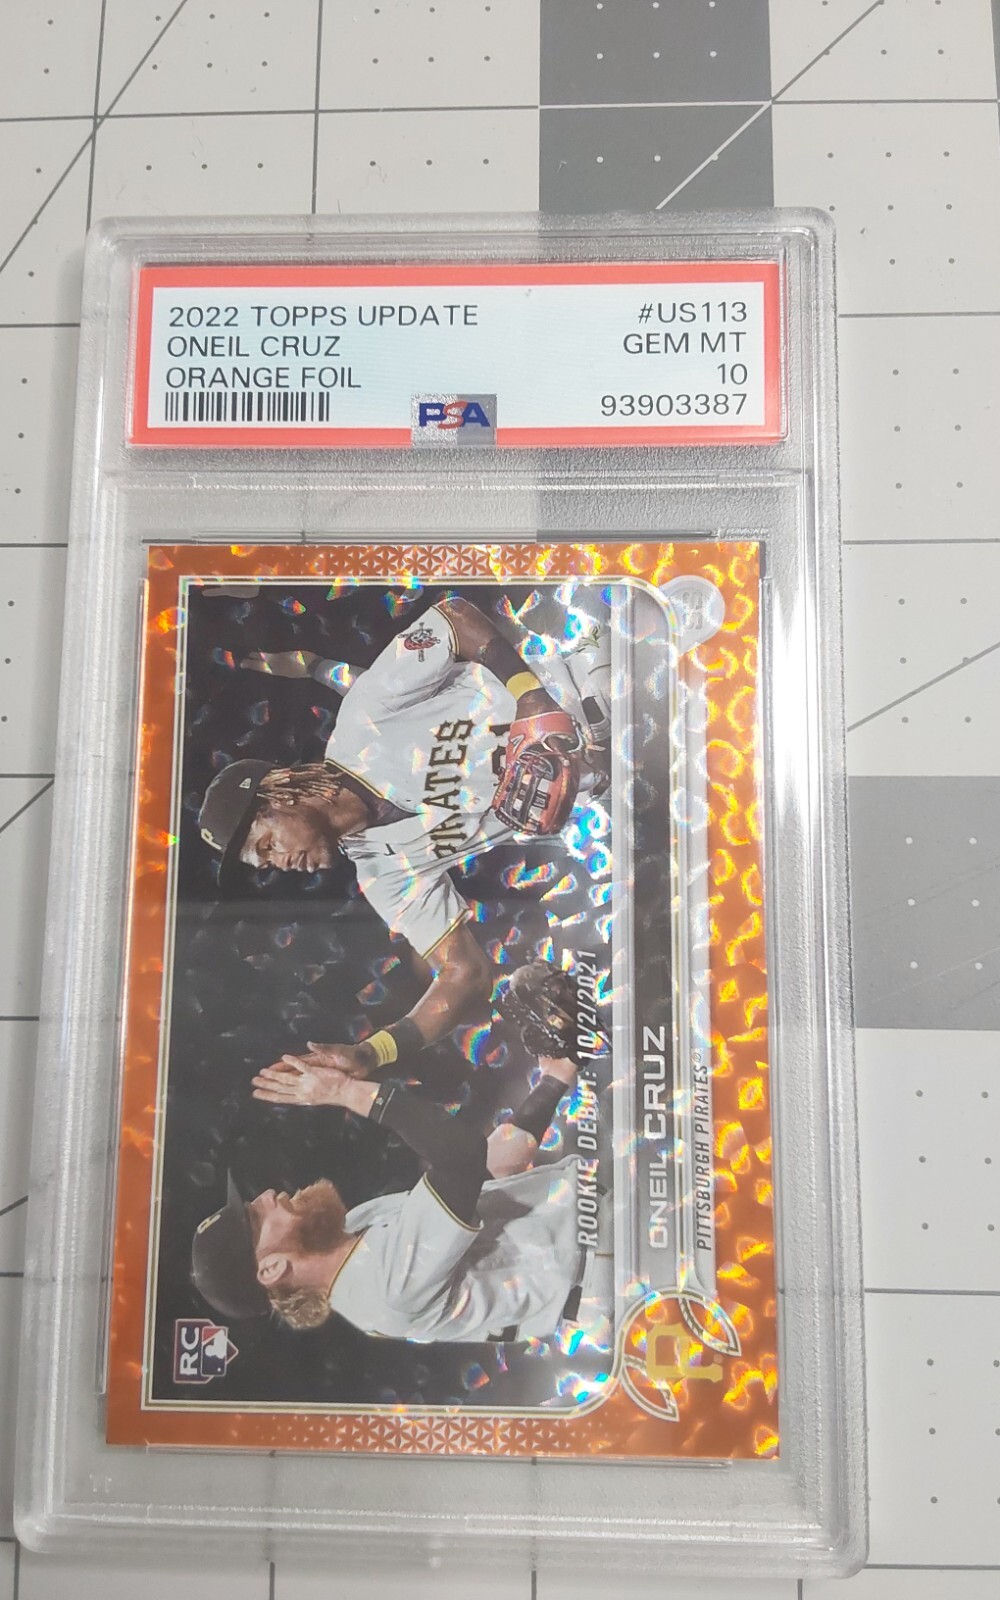 2022 TOPPS UPDATE
ONEIL CRUZ
ORANGE FOIL
#US113
GEM MT
10
93903387
PSA
PIRATES
P
ROOKIE DEBUT: 10/2/2021
ONEIL CRUZ
PITTSBURGH PIRATES®
P
RC